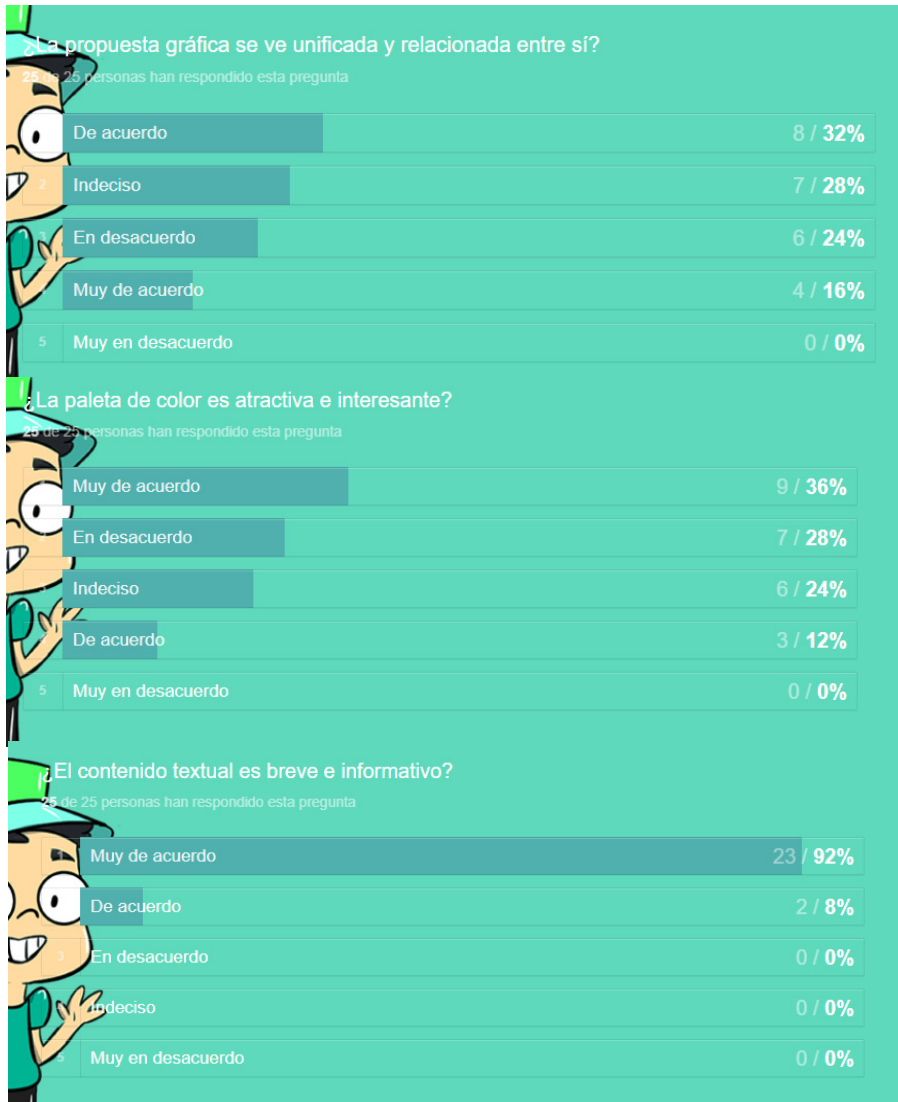 ¿La propuesta gráfica se ve unificada y relacionada entre sí?
25 de 25 personas han respondido esta pregunta
De acuerdo 8 / 32%
2 Indeciso 7 / 28%
3 En desacuerdo 6 / 24%
Muy de acuerdo 4 / 16%
5 Muy en desacuerdo 0 / 0%
¿La paleta de color es atractiva e interesante?
25 de 25 personas han respondido esta pregunta
Muy de acuerdo 9 / 36%
En desacuerdo 7 / 28%
Indeciso 6 / 24%
De acuerdo 3 / 12%
5 Muy en desacuerdo 0 / 0%
¿El contenido textual es breve e informativo?
25 de 25 personas han respondido esta pregunta
1 Muy de acuerdo 23 / 92%
De acuerdo 2 / 8%
3 En desacuerdo 0 / 0%
Indeciso 0 / 0%
5 Muy en desacuerdo 0 / 0%